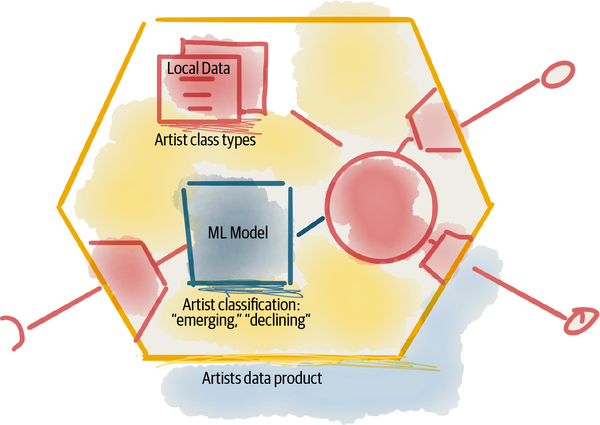 Local Data
Artist class types
ML Model
Artist classification:
“emerging,” “declining”
Artists data product